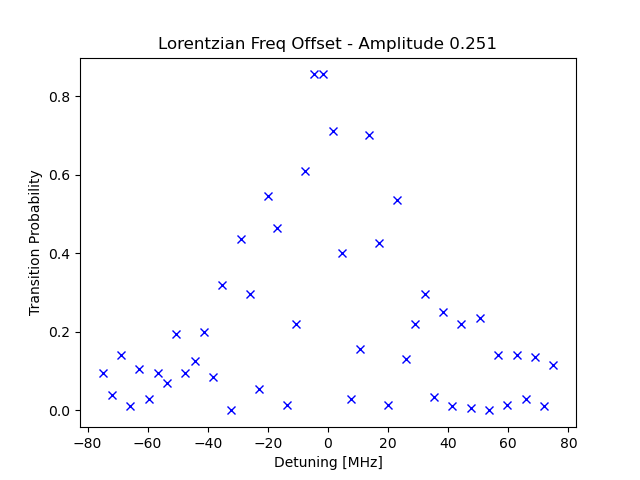 Lorentzian Freq Offset - Amplitude 0.251
Transition Probability
0.8
0.6
0.4
0.2
0.0
−80 −60 −40 −20 0 20 40 60 80
Detuning [MHz]